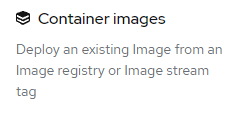 Container images
Deploy an existing Image from an
Image registry or Image stream
tag